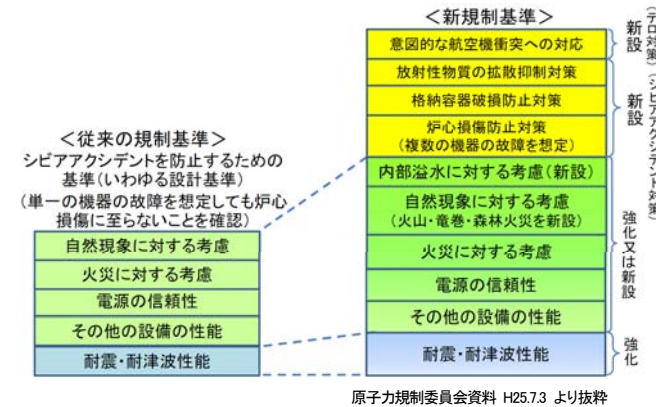 ＜従来の規制基準＞
シビアアクシデントを防止するための
基準(いわゆる設計基準)
(単一の機器の故障を想定しても炉心
損傷に至らないことを確認)
自然現象に対する考慮
火災に対する考慮
電源の信頼性
その他の設備の性能
耐震・耐津波性能
＜新規制基準＞
意図的な航空機衝突への対応
放射性物質の拡散抑制対策
格納容器破損防止対策
炉心損傷防止対策
(複数の機器の故障を想定)
内部溢水に対する考慮(新設)
自然現象に対する考慮
(火山・竜巻・森林火災を新設)
火災に対する考慮
電源の信頼性
その他の設備の性能
耐震・耐津波性能
新設
(テロ対策)
新設
(シビアアクシデント対策)
強化又は新設
強化
原子力規制委員会資料 H25.7.3 より抜粋